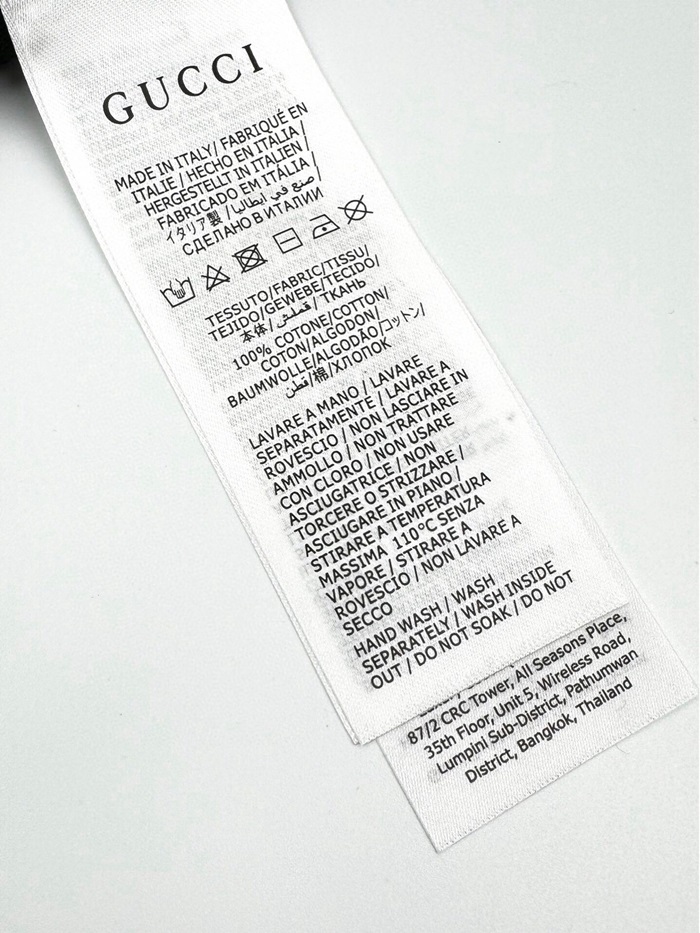 GUCCI
MADE IN ITALY/ FABRIQUÉ EN
ITALIE / HECHO EN ITALIA /
HERGESTELLT IN ITALIEN /
FABRICADO EM ITÁLIA /
イタリア製 / صنع في ايطاليا /
СДЕЛАНО В ИТАЛИИ
TESSUTO/FABRIC/TISSU/
TEJIDO/GEWEBE/TECIDO/
本体/ قماش / ТКАНЬ
100% COTONE/COTTON/
COTON/ALGODON/
BAUMWOLLE/ALGODÃO/コットン/
قطن/棉/ХЛОПОК
LAVARE A MANO / LAVARE
SEPARATAMENTE / LAVARE A
ROVESCIO / NON LASCIARE IN
AMMOLLO / NON TRATTARE
CON CLORO / NON USARE
ASCIUGATRICE / NON
TORCERE O STRIZZARE /
ASCIUGARE IN PIANO /
STIRARE A TEMPERATURA
MASSIMA 110°C SENZA
VAPORE / STIRARE A
ROVESCIO / NON LAVARE A
SECCO
HAND WASH / WASH
SEPARATELY / WASH INSIDE
OUT / DO NOT SOAK / DO NOT
87/2 CRC Tower, All Seasons Place,
35th Floor, Unit 5, Wireless Road,
Lumpini Sub-District, Pathumwan
District, Bangkok, Thailand